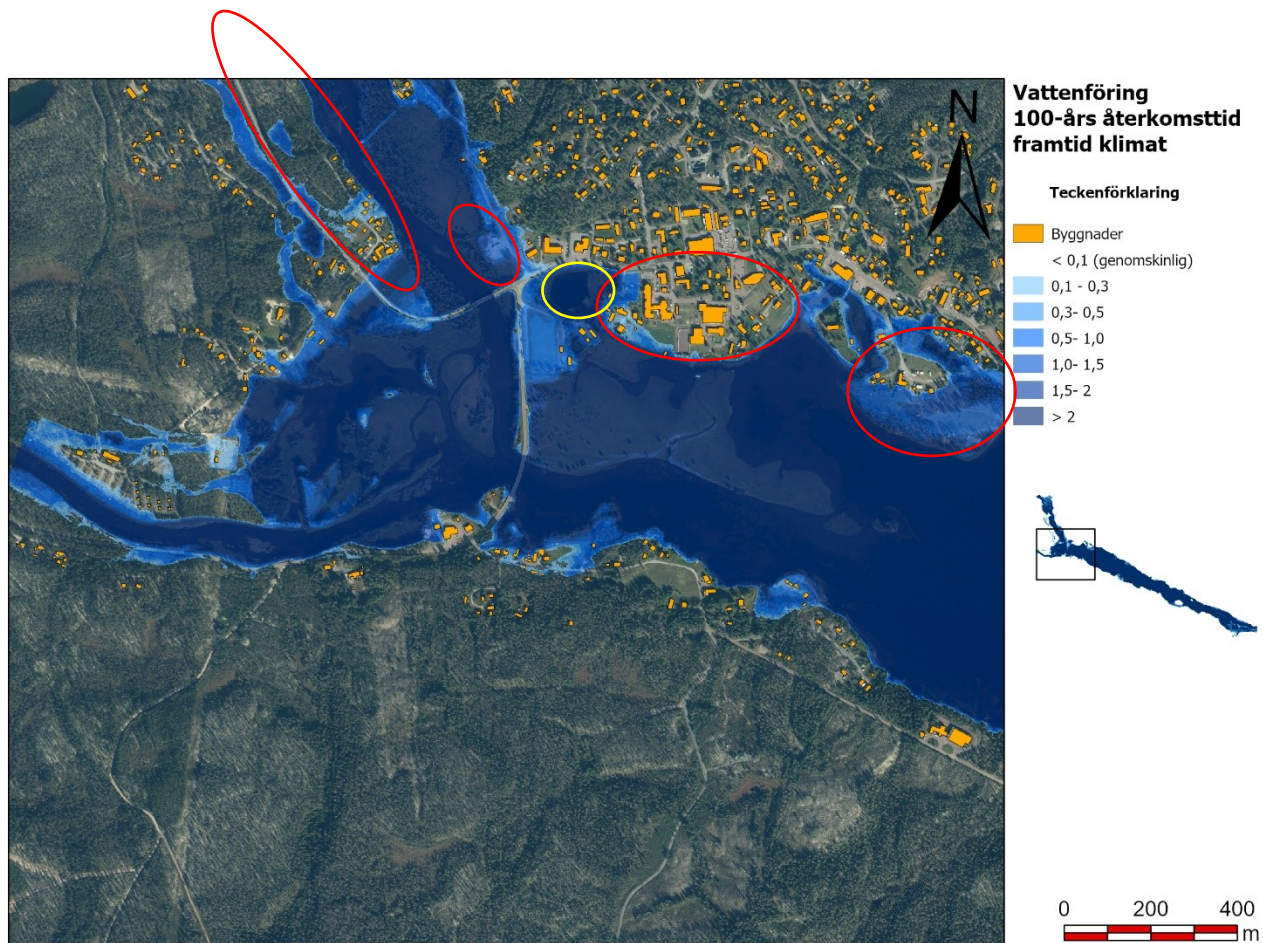 Vattenföring
100-års återkomsttid
framtid klimat
N
Teckenförklaring
Byggnader
< 0,1 (genomskinlig)
0,1 - 0,3
0,3- 0,5
0,5- 1,0
1,0- 1,5
1,5- 2
> 2
0 200 400
m